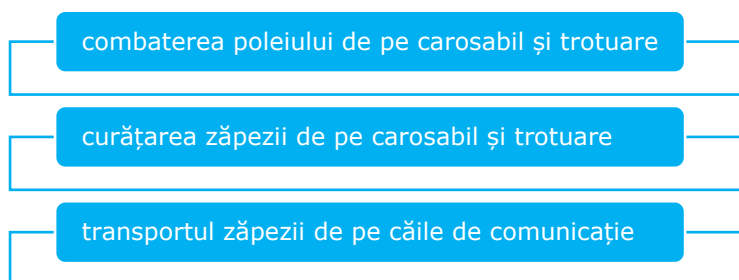 combaterea poleiului de pe carosabil și trotuare
curățarea zăpezii de pe carosabil și trotuare
transportul zăpezii de pe căile de comunicație